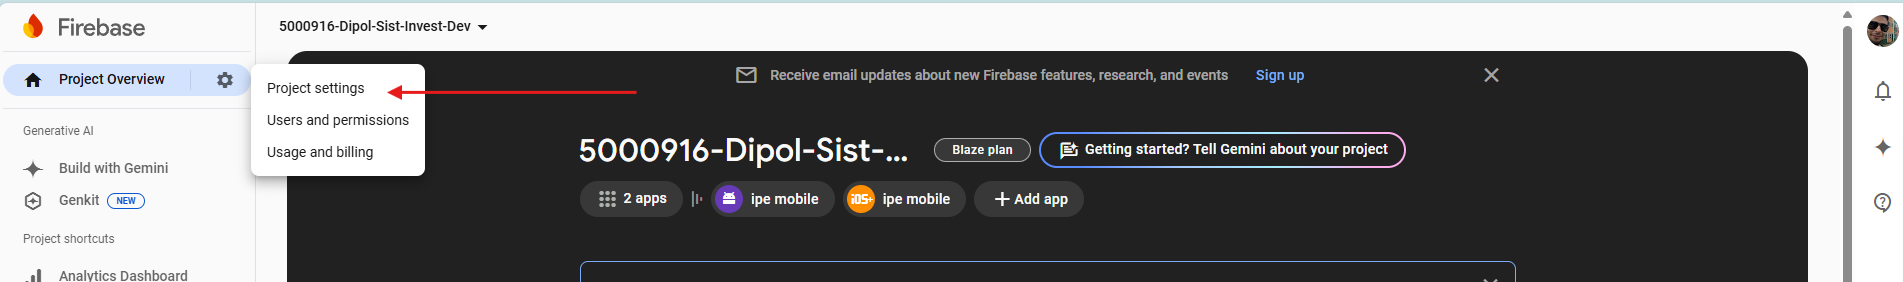 Firebase
5000916-Dipol-Sist-Invest-Dev
Project Overview
Project settings
Users and permissions
Usage and billing
Receive email updates about new Firebase features, research, and events Sign up
Generative AI
Build with Gemini
Genkit NEW
Project shortcuts
Analytics Dashboard
5000916-Dipol-Sist-... Blaze plan Getting started? Tell Gemini about your project
2 apps ipe mobile iOS+ ipe mobile + Add app